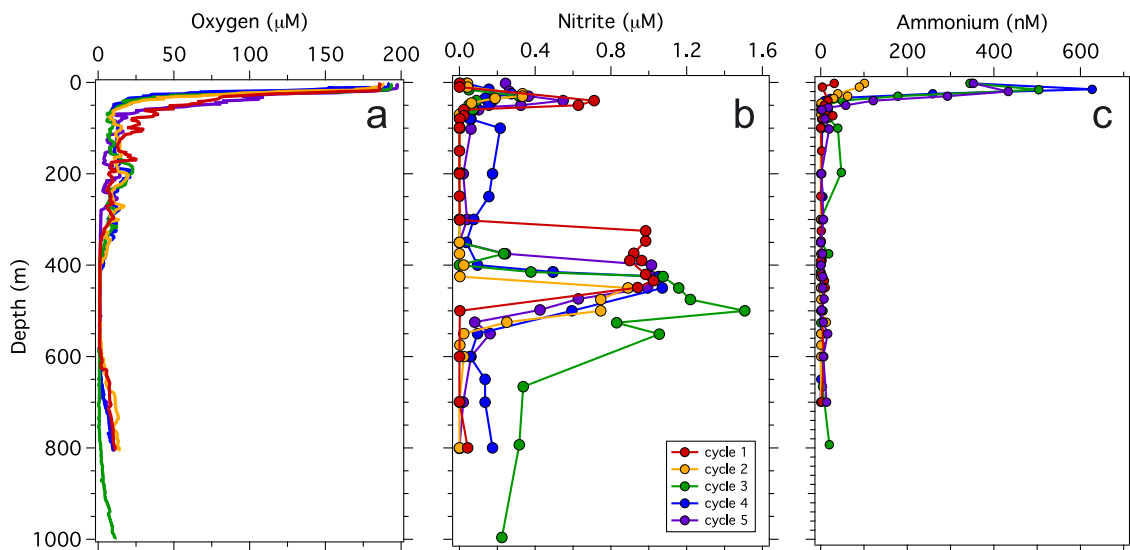 Oxygen (μM)
0 50 100 150 200
Nitrite (μM)
0.0 0.4 0.8 1.2 1.6
Ammonium (nM)
0 200 400 600
Depth (m)
0
200
400
600
800
1000
a
b
c
cycle 1
cycle 2
cycle 3
cycle 4
cycle 5